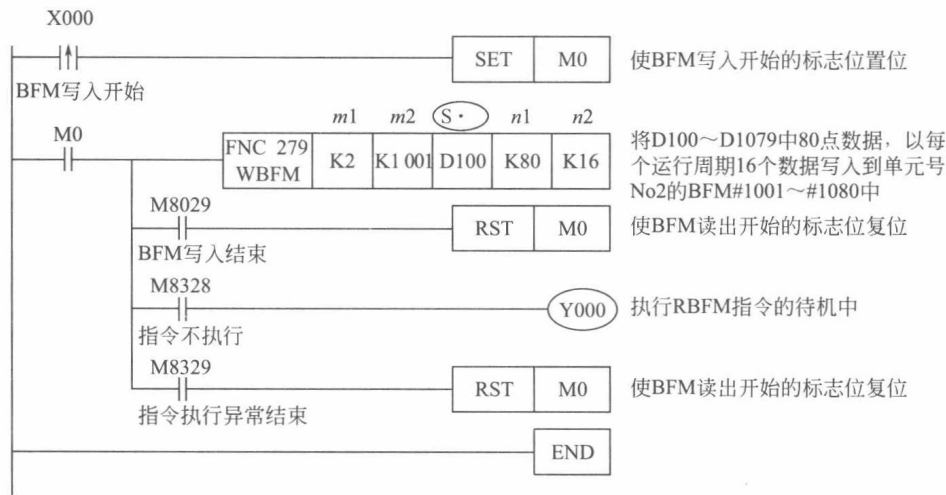 X000
SET M0 使BFM写入开始的标志位置位
BFM写入开始
m1 m2 S· n1 n2
M0
FNC 279 WBFM K2 K1 001 D100 K80 K16
将D100～D1079中80点数据，以每
个运行周期16个数据写入到单元号
No2的BFM#1001～#1080中
M8029
RST M0 使BFM读出开始的标志位复位
BFM写入结束
M8328
Y000 执行RBFM指令的待机中
指令不执行
M8329
RST M0 使BFM读出开始的标志位复位
指令执行异常结束
END